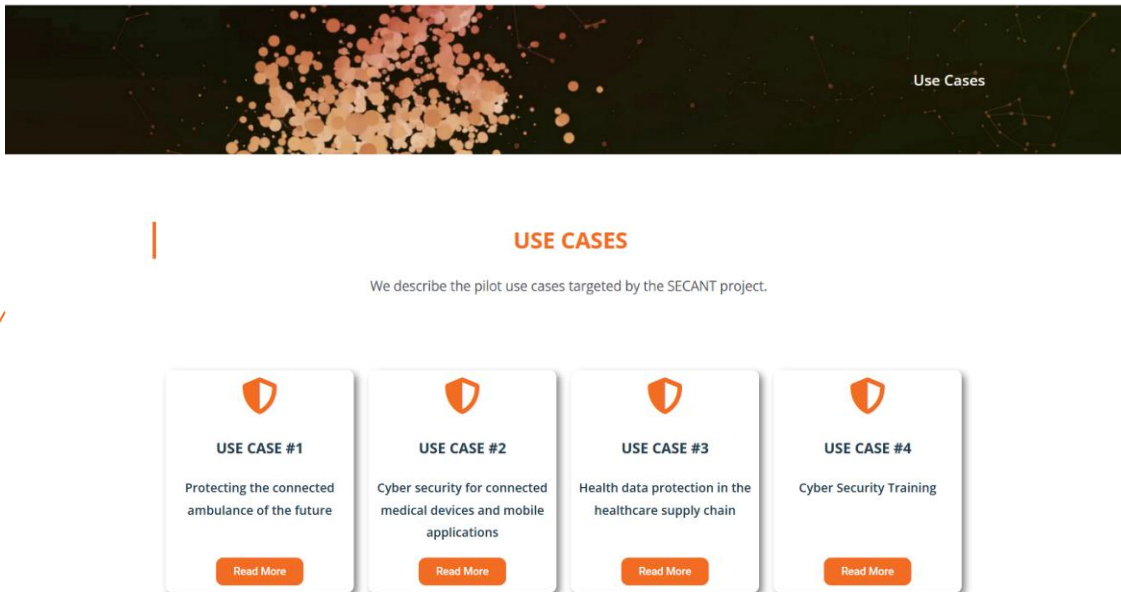 Use Cases
USE CASES
We describe the pilot use cases targeted by the SECANT project.
USE CASE #1
Protecting the connected
ambulance of the future
Read More
USE CASE #2
Cyber security for connected
medical devices and mobile
applications
Read More
USE CASE #3
Health data protection in the
healthcare supply chain
Read More
USE CASE #4
Cyber Security Training
Read More